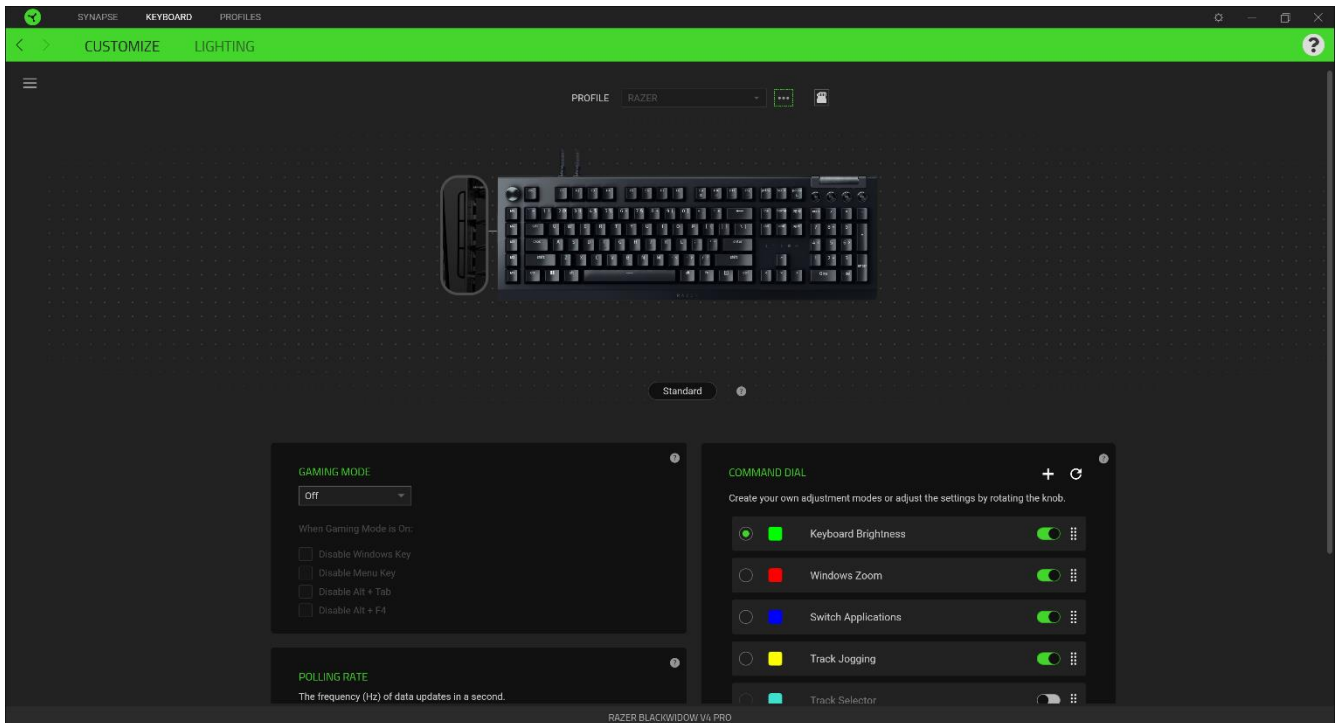 SYNAPSE KEYBOARD PROFILES
CUSTOMIZE LIGHTING
?
PROFILE RAZER
Standard ?
GAMING MODE
?
Off
When Gaming Mode is On:
Disable Windows Key
Disable Menu Key
Disable Alt + Tab
Disable Alt + F4
POLLING RATE
?
The frequency (Hz) of data updates in a second.
COMMAND DIAL
?
Create your own adjustment modes or adjust the settings by rotating the knob.
Keyboard Brightness
Windows Zoom
Switch Applications
Track Jogging
Track Selector
RAZER BLACKWIDOW V4 PRO